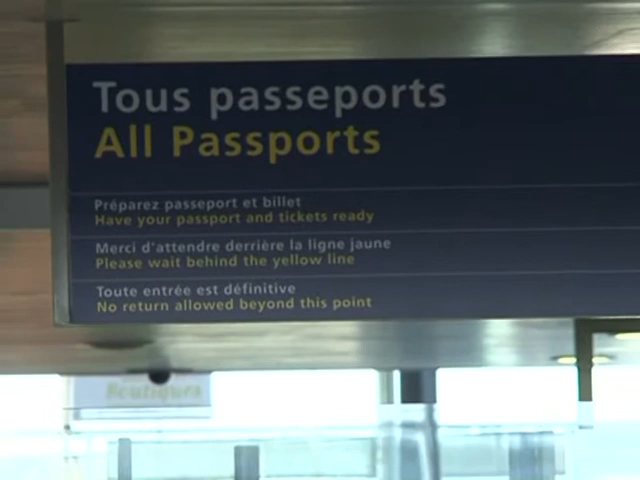 Tous passeports
All Passports
Préparez passeport et billet
Have your passport and tickets ready
Merci d'attendre derrière la ligne jaune
Please wait behind the yellow line
Toute entrée est définitive
No return allowed beyond this point
Boutiques